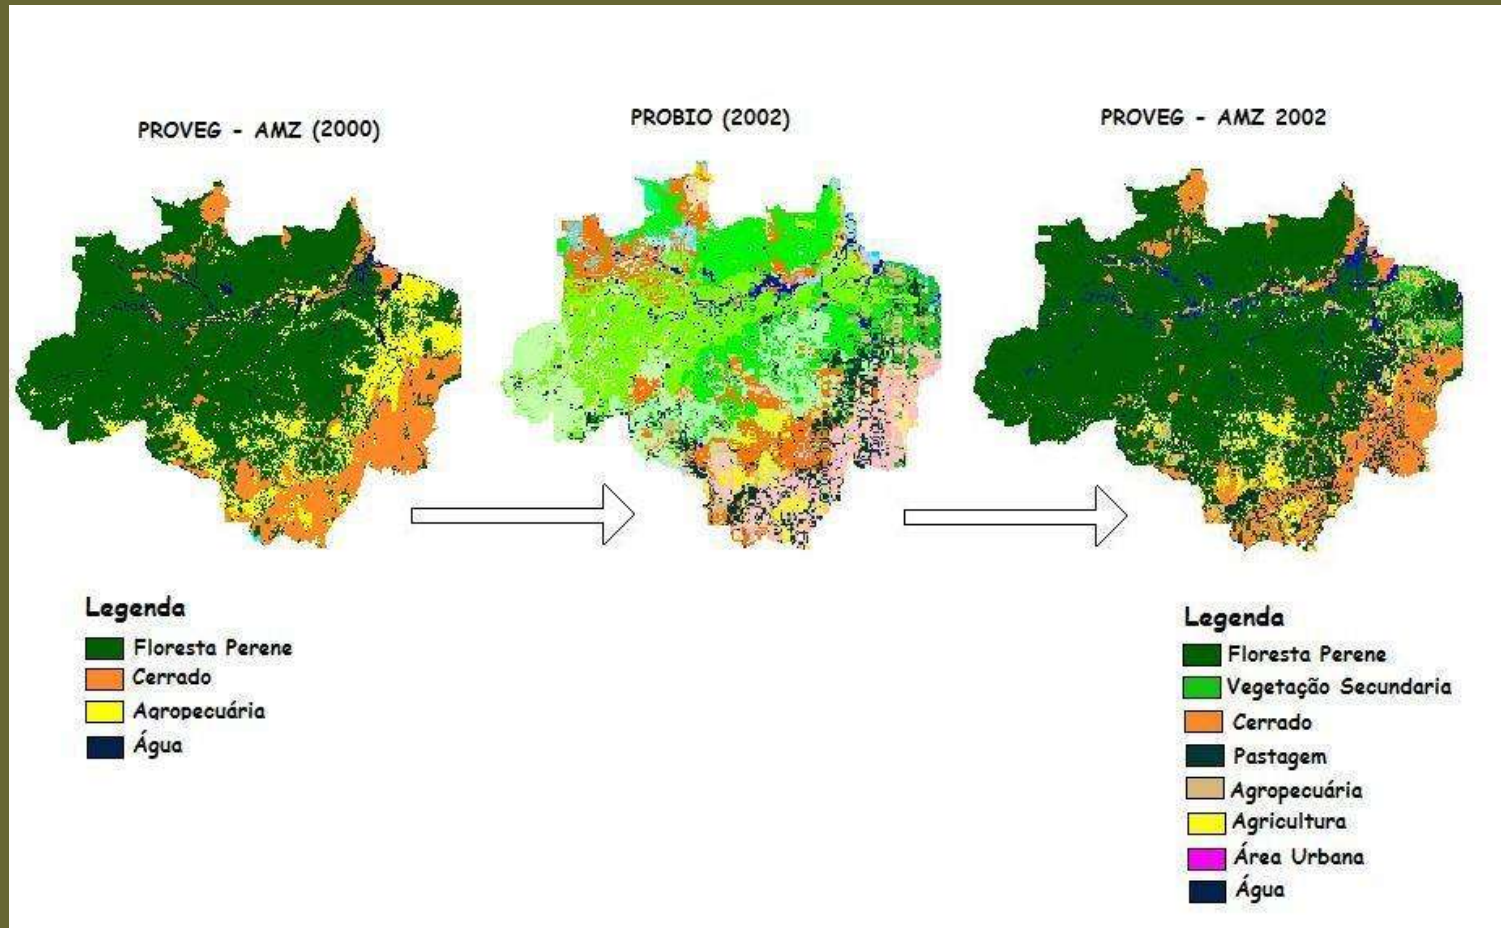 PROVEG - AMZ (2000)
PROBIO (2002)
PROVEG - AMZ 2002
Legenda
Floresta Perene
Cerrado
Agropecuária
Água
Legenda
Floresta Perene
Vegetação Secundaria
Cerrado
Pastagem
Agropecuária
Agricultura
Área Urbana
Água